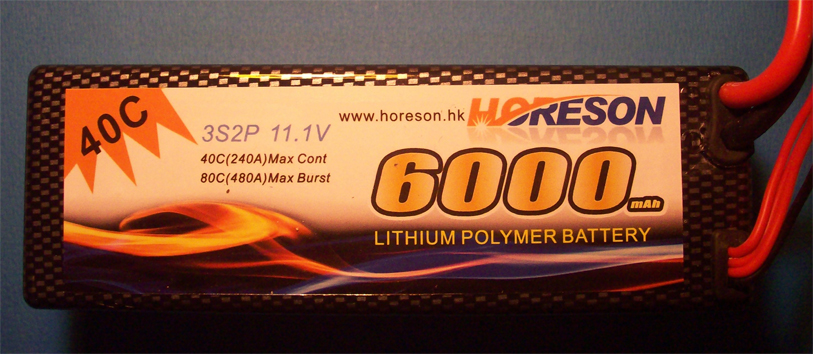 40C
www.horeson.hk HORESON
3S2P 11.1V
40C(240A)Max Cont
80C(480A)Max Burst
6000mAh
LITHIUM POLYMER BATTERY